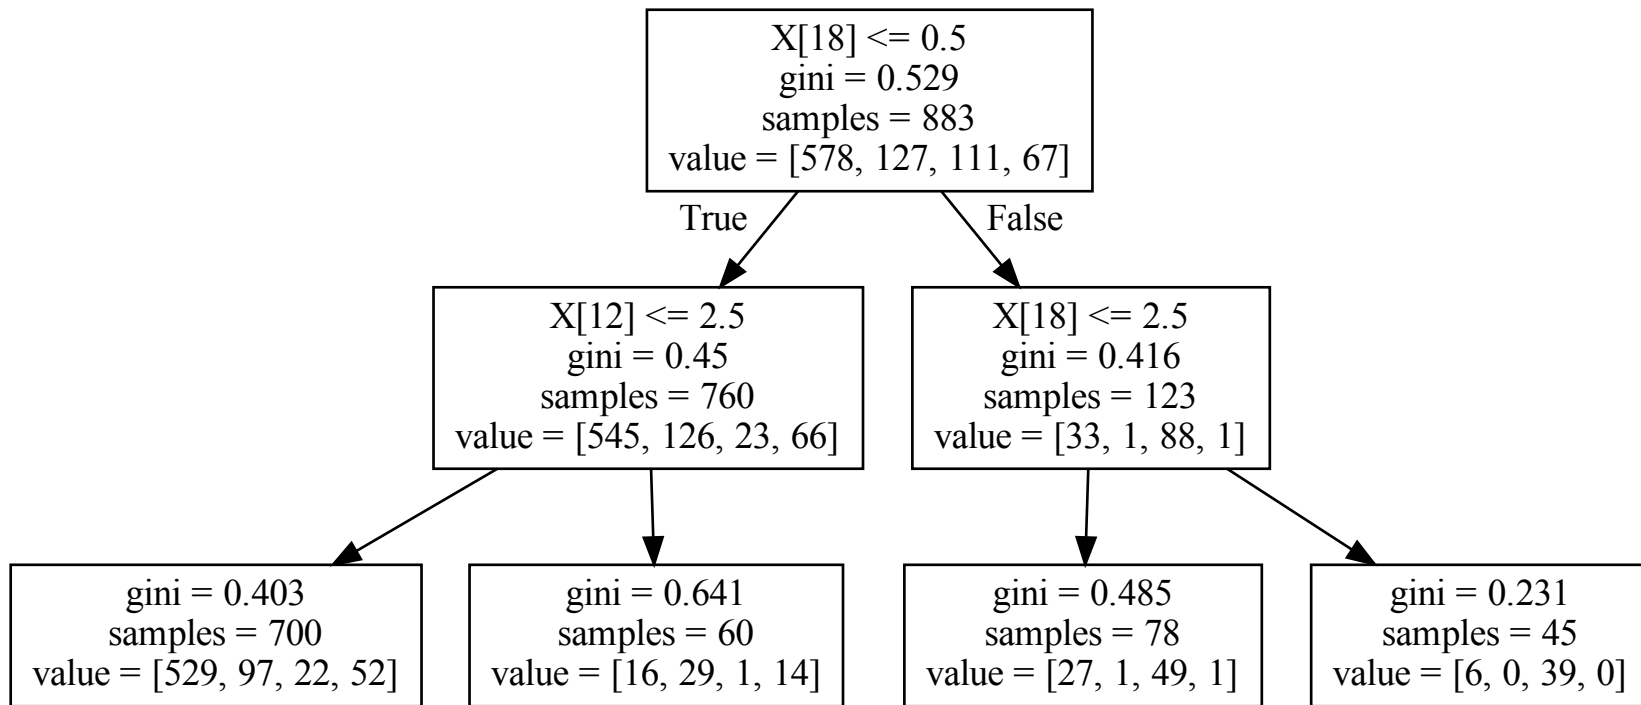 X[18] <= 0.5
gini = 0.529
samples = 883
value = [578, 127, 111, 67]
True
False
X[12] <= 2.5
gini = 0.45
samples = 760
value = [545, 126, 23, 66]
X[18] <= 2.5
gini = 0.416
samples = 123
value = [33, 1, 88, 1]
gini = 0.403
samples = 700
value = [529, 97, 22, 52]
gini = 0.641
samples = 60
value = [16, 29, 1, 14]
gini = 0.485
samples = 78
value = [27, 1, 49, 1]
gini = 0.231
samples = 45
value = [6, 0, 39, 0]